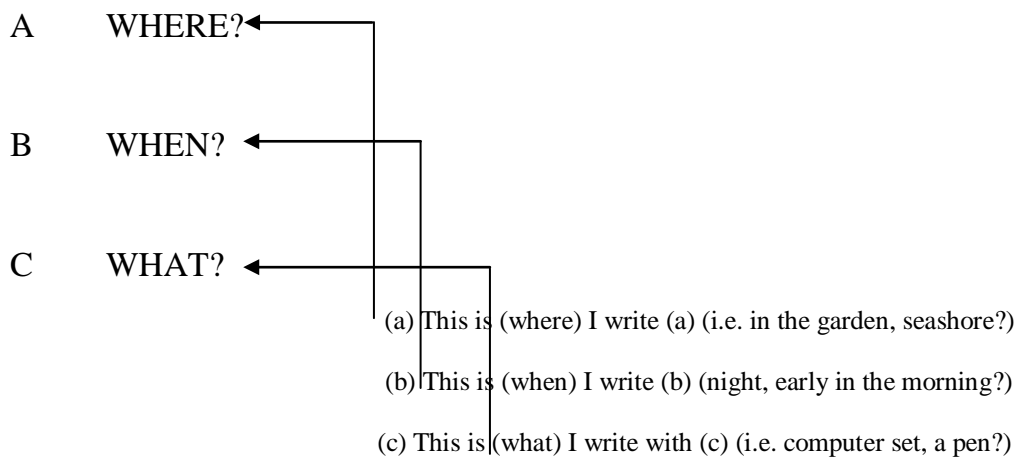 A WHERE?
B WHEN?
C WHAT?
(a) This is (where) I write (a) (i.e. in the garden, seashore?)
(b) This is (when) I write (b) (night, early in the morning?)
(c) This is (what) I write with (c) (i.e. computer set, a pen?)